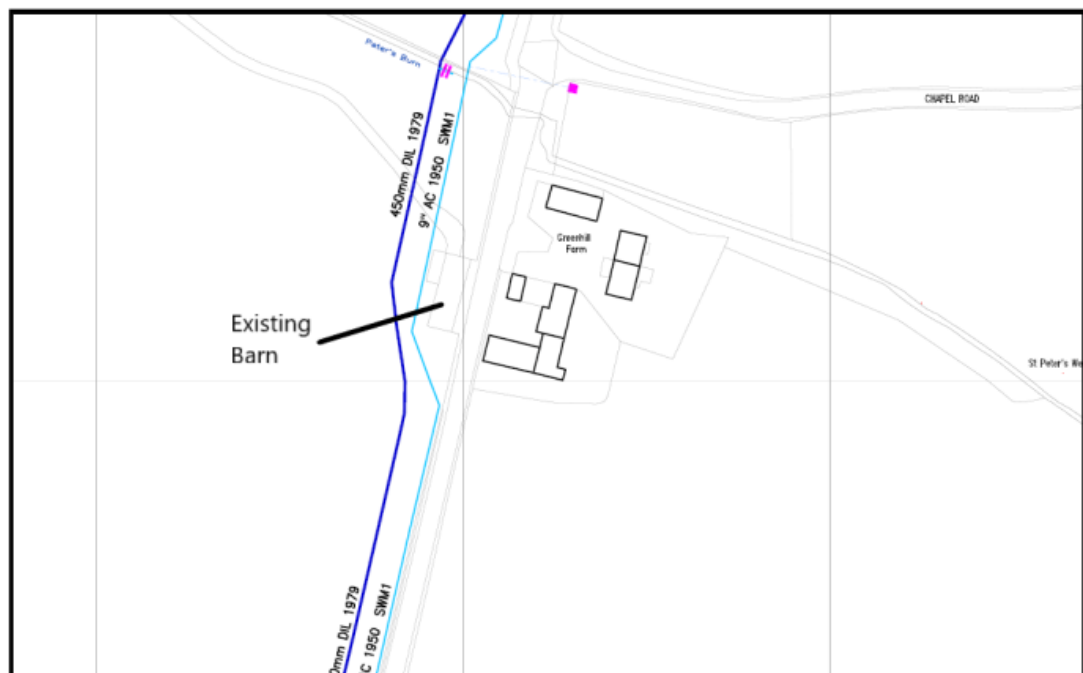 Peter's Burn
CHAPEL ROAD
450mm DIL 1979
9" AC 1950 SWM1
Greenhill
Farm
Existing
Barn
St Peter's We
0mm DIL 1979
C 1950 SWM1